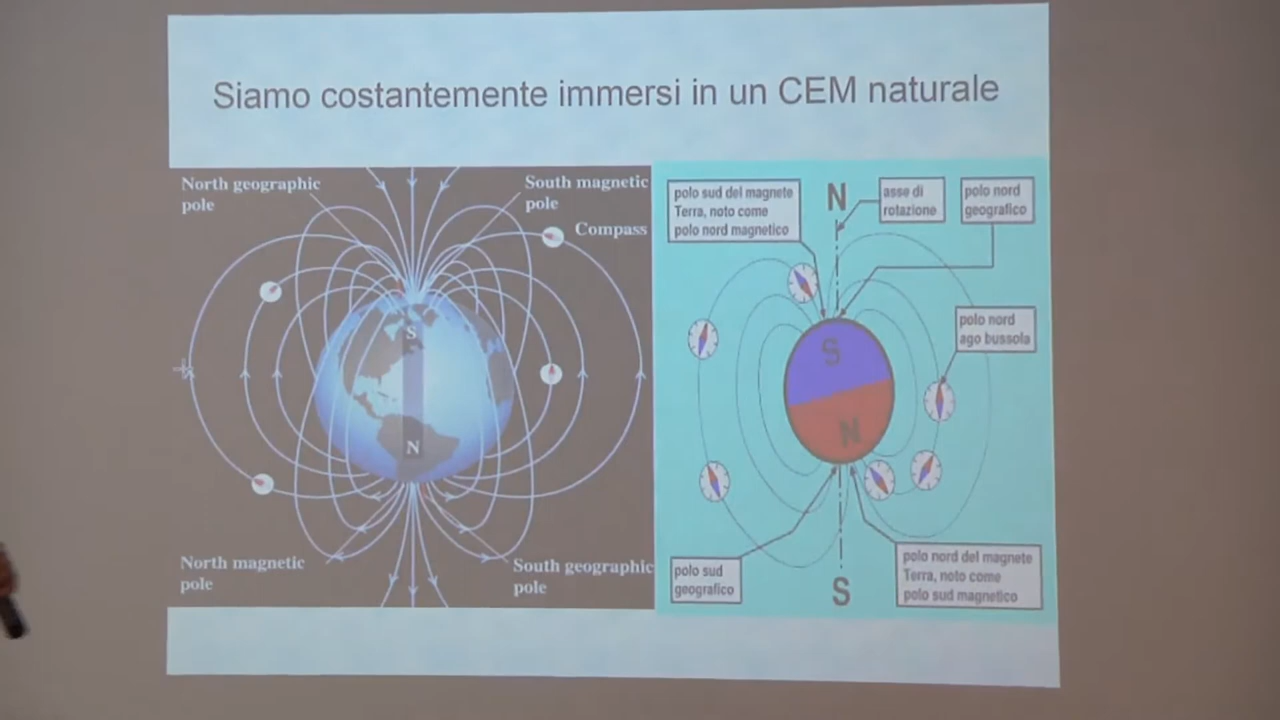 Siamo costantemente immersi in un CEM naturale
North geographic
pole
South magnetic
pole
Compass
S
N
North magnetic
pole
South geographic
pole
polo sud del magnete
Terra, noto come
polo nord magnetico
N
asse di
rotazione
polo nord
geografico
polo nord
ago bussola
S
N
polo sud
geografico
S
polo nord del magnete
Terra, noto come
polo sud magnetico